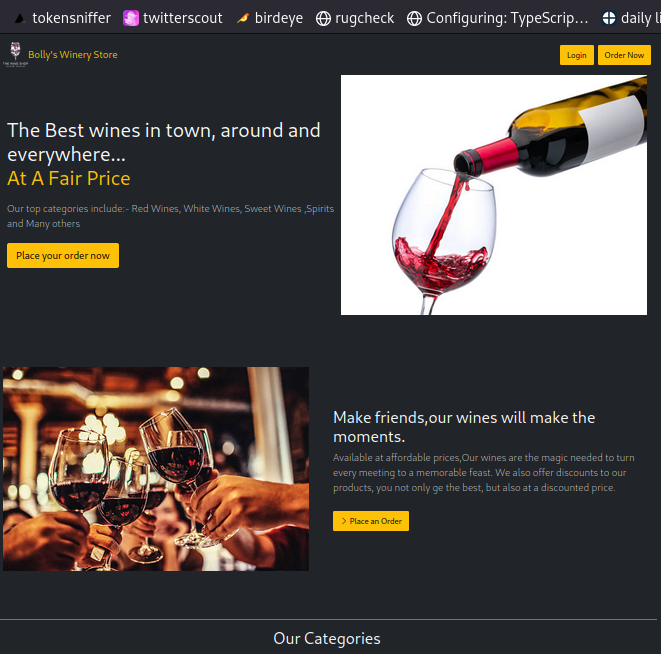 tokensniffer twitterscout birdeye rugcheck Configuring: TypeScrip... daily li
Bolly's Winery Store
Login Order Now
The Best wines in town, around and
everywhere...
At A Fair Price
Our top categories include:- Red Wines, White Wines, Sweet Wines ,Spirits
and Many others
Place your order now
Make friends,our wines will make the
moments.
Available at affordable prices,Our wines are the magic needed to turn
every meeting to a memorable feast. We also offer discounts to our
products, you not only ge the best, but also at a discounted price.
> Place an Order
Our Categories